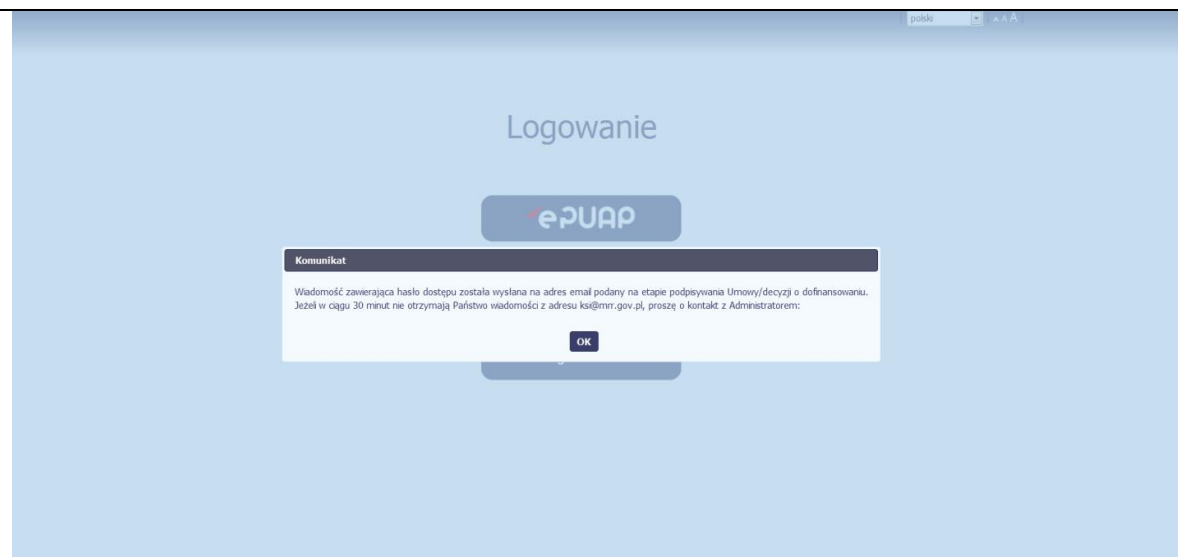 polski
A A A
Logowanie
ePUAP
Komunikat
Wiadomość zawierająca hasło dostępu została wysłana na adres email podany na etapie podpisywania Umowy/decyzji o dofinansowaniu.
Jeżeli w ciągu 30 minut nie otrzymają Państwo wiadomości z adresu ksi@mrr.gov.pl, proszę o kontakt z Administratorem:
OK